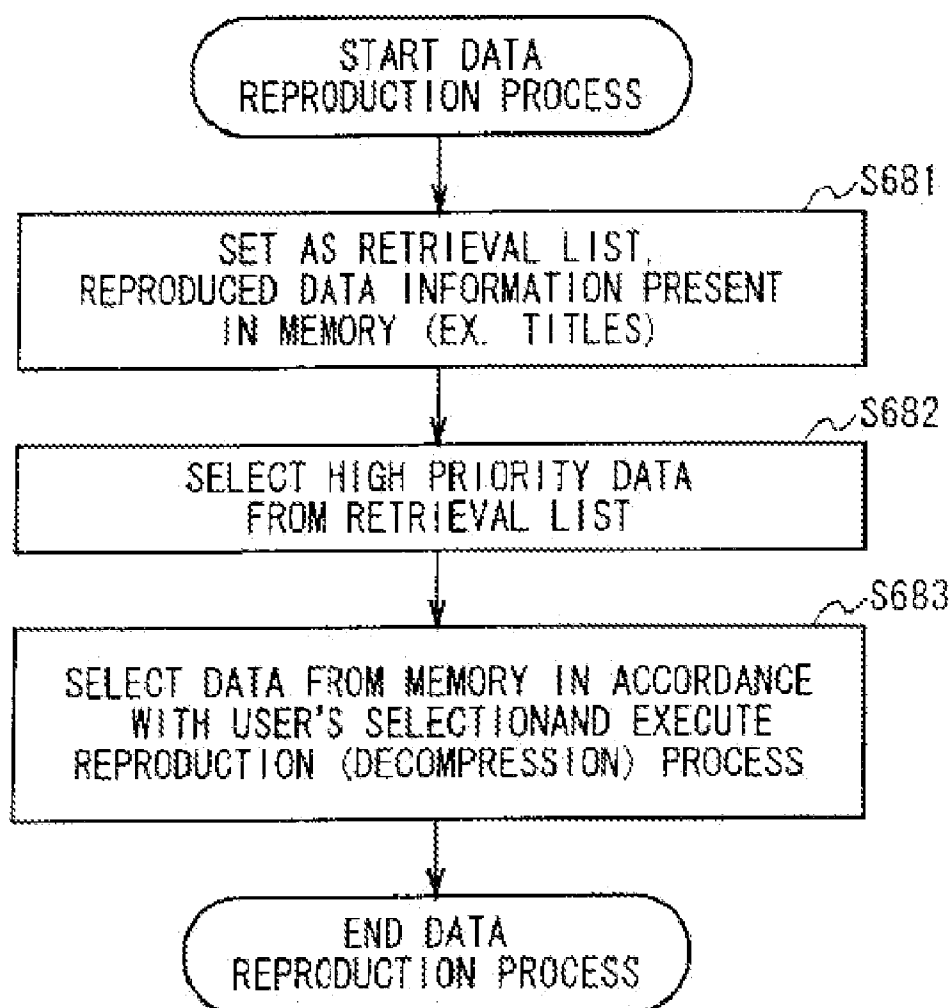 START DATA
REPRODUCTION PROCESS
S681
SET AS RETRIEVAL LIST,
REPRODUCED DATA INFORMATION PRESENT
IN MEMORY (EX. TITLES)
S682
SELECT HIGH PRIORITY DATA
FROM RETRIEVAL LIST
S683
SELECT DATA FROM MEMORY IN ACCORDANCE
WITH USER'S SELECTIONAND EXECUTE
REPRODUCTION (DECOMPRESSION) PROCESS
END DATA
REPRODUCTION PROCESS